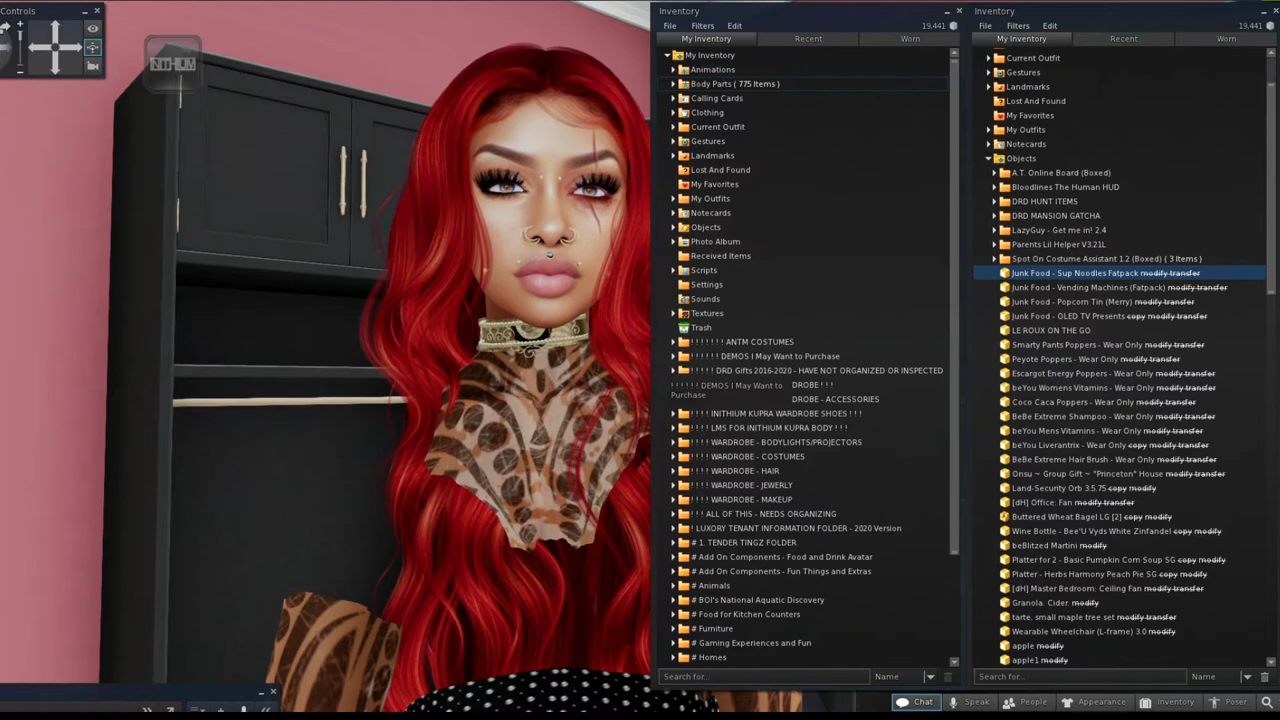 Controls
INITHIUM
Inventory
File Filters Edit 19,441
My Inventory Recent Worn
My Inventory
Animations
Body Parts ( 775 Items )
Calling Cards
Clothing
Current Outfit
Gestures
Landmarks
Lost And Found
My Favorites
My Outfits
Notecards
Objects
Photo Album
Received Items
Scripts
Settings
Sounds
Textures
Trash
! ! ! ! ! ! ! ANTM COSTUMES
! ! ! ! ! ! DEMOS I May Want to Purchase
! ! ! ! ! DRD Gifts 2016-2020 - HAVE NOT ORGANIZED OR INSPECTED
! ! ! ! ! ! DEMOS I May Want to Purchase
DROBE ! ! !
DROBE - ACCESSORIES
! ! ! ! INITHIUM KUPRA WARDROBE SHOES ! ! !
! ! ! ! LMS FOR INITHIUM KUPRA BODY ! ! !
! ! ! ! WARDROBE - BODYLIGHTS/PROJECTORS
! ! ! ! WARDROBE - COSTUMES
! ! ! ! WARDROBE - HAIR
! ! ! ! WARDROBE - JEWERLY
! ! ! ! WARDROBE - MAKEUP
! ! ALL OF THIS - NEEDS ORGANIZING
! LUXORY TENANT INFORMATION FOLDER - 2020 Version
# 1. TENDER TINGZ FOLDER
# Add On Components - Food and Drink Avatar
# Add On Components - Fun Things and Extras
# Animals
# BOI's National Aquatic Discovery
# Food for Kitchen Counters
# Furniture
# Gaming Experiences and Fun
# Homes
Search for... Name
Inventory
File Filters Edit 19,441
My Inventory Recent Worn
Current Outfit
Gestures
Landmarks
Lost And Found
My Favorites
My Outfits
Notecards
Objects
A.T. Online Board (Boxed)
Bloodlines The Human HUD
DRD HUNT ITEMS
DRD MANSION GATCHA
LazyGuy - Get me in! 2.4
Parents Lil Helper V3.21L
Spot On Costume Assistant 1.2 (Boxed) ( 3 Items )
Junk Food - Sup Noodles Fatpack modify transfer
Junk Food - Vending Machines (Fatpack) modify transfer
Junk Food - Popcorn Tin (Merry) modify transfer
Junk Food - OLED TV Presents copy modify transfer
LE ROUX ON THE GO
Smarty Pants Poppers - Wear Only modify transfer
Peyote Poppers - Wear Only modify transfer
Escargot Energy Poppers - Wear Only modify transfer
beYou Womens Vitamins - Wear Only modify transfer
Coco Caca Poppers - Wear Only modify transfer
BeBe Extreme Shampoo - Wear Only modify transfer
beYou Mens Vitamins - Wear Only modify transfer
beYou Liverantrix - Wear Only copy modify transfer
BeBe Extreme Hair Brush - Wear Only modify transfer
Onsu ~ Group Gift ~ "Princeton" House modify transfer
Land-Security Orb 3.5.75 copy modify
[dH] Office: Fan modify transfer
Buttered Wheat Bagel LG [2] copy modify
Wine Bottle - Bee'U Vyds White Zinfandel copy modify
beBlitzed Martini modify
Platter for 2 - Basic Pumpkin Corn Soup SG copy modify
Platter - Herbs Harmony Peach Pie SG copy modify
[dH] Master Bedroom: Ceiling Fan modify transfer
Granola. Cider. modify
tarte. small maple tree set modify transfer
Wearable Wheelchair (L-frame) 3.0 modify
apple modify
apple1 modify
Search for... Name
Chat Speak People Appearance Inventory Poser